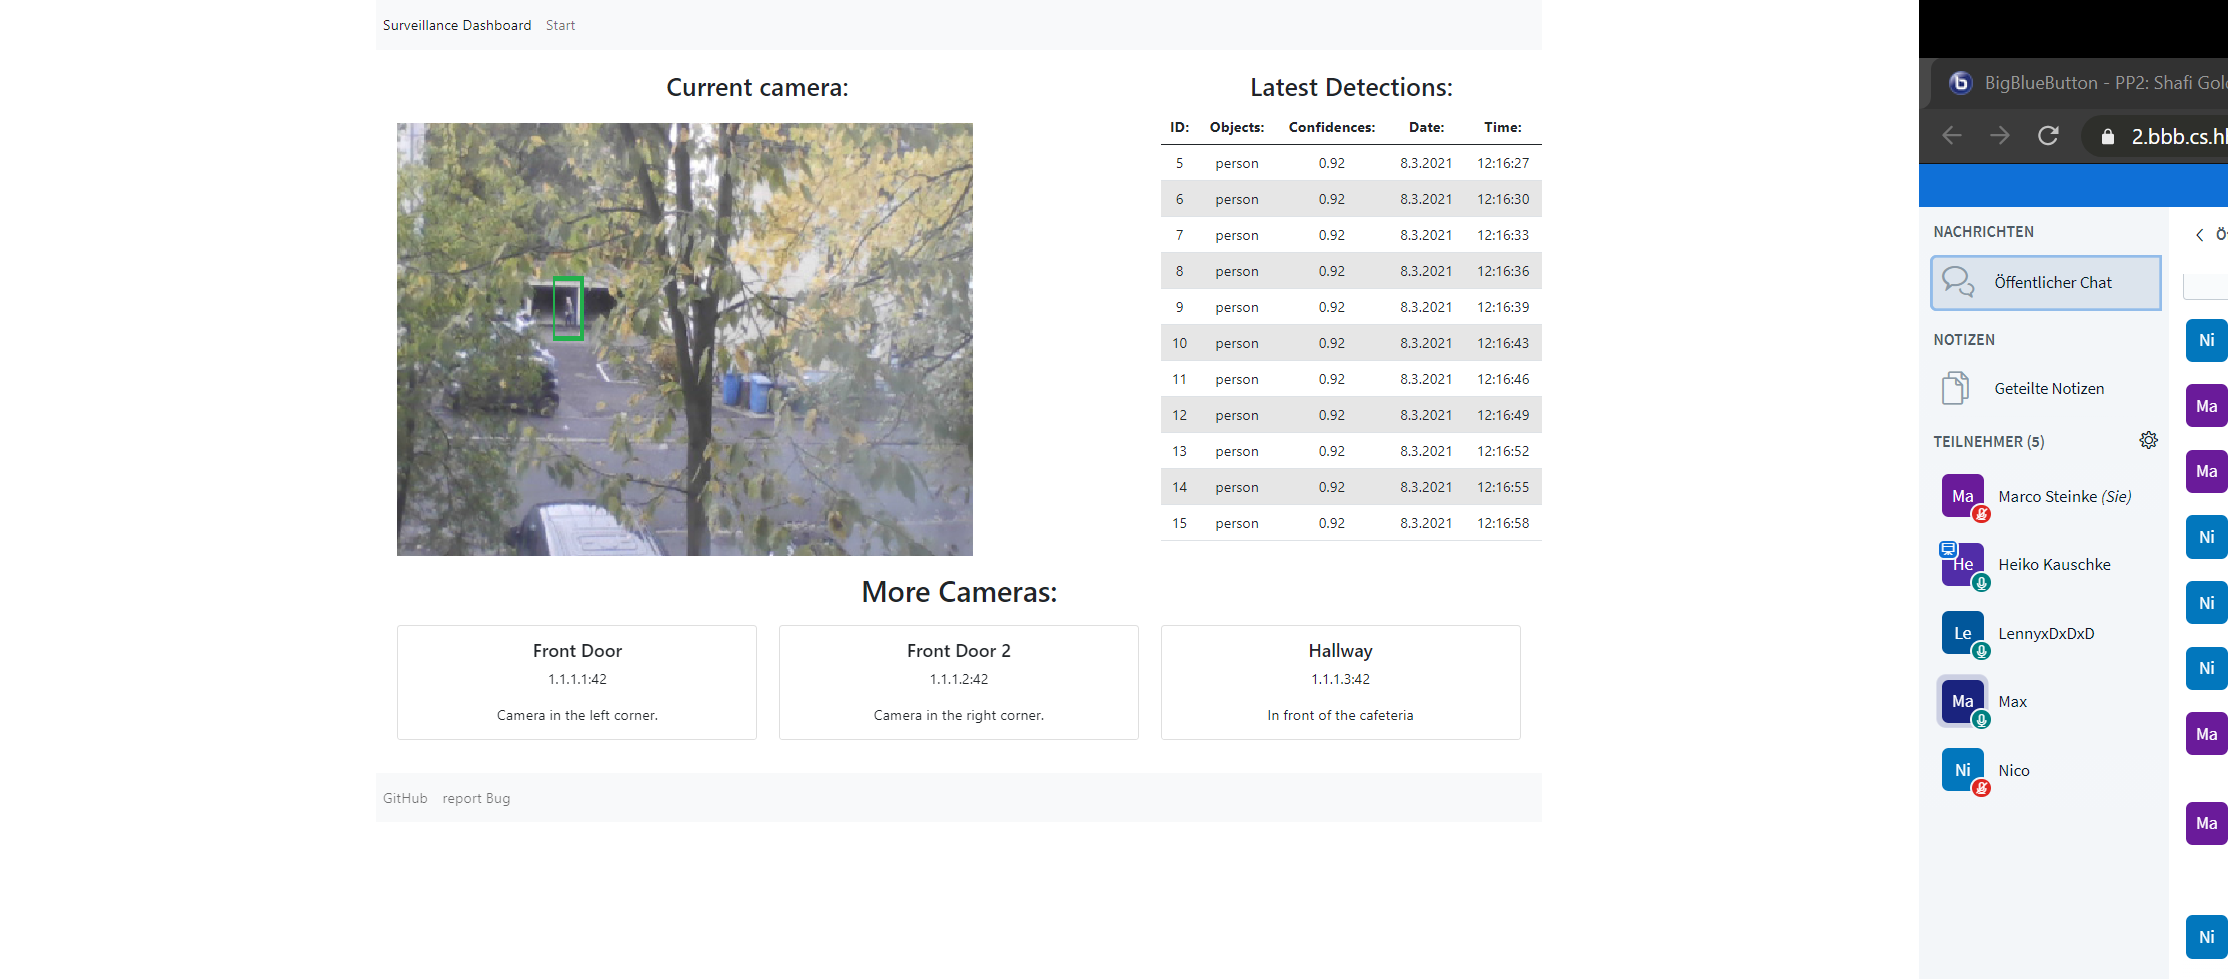 Surveillance Dashboard Start
Current camera:
Latest Detections:
ID: Objects: Confidences: Date: Time:
5 person 0.92 8.3.2021 12:16:27
6 person 0.92 8.3.2021 12:16:30
7 person 0.92 8.3.2021 12:16:33
8 person 0.92 8.3.2021 12:16:36
9 person 0.92 8.3.2021 12:16:39
10 person 0.92 8.3.2021 12:16:43
11 person 0.92 8.3.2021 12:16:46
12 person 0.92 8.3.2021 12:16:49
13 person 0.92 8.3.2021 12:16:52
14 person 0.92 8.3.2021 12:16:55
15 person 0.92 8.3.2021 12:16:58
More Cameras:
Front Door
1.1.1.1:42
Camera in the left corner.
Front Door 2
1.1.1.2:42
Camera in the right corner.
Hallway
1.1.1.3:42
In front of the cafeteria
GitHub report Bug
BigBlueButton - PP2: Shafi Gol
2.bbb.cs.h
NACHRICHTEN
Öffentlicher Chat
NOTIZEN
Geteilte Notizen
TEILNEHMER (5)
Ma Marco Steinke (Sie)
He Heiko Kauschke
Le LennyxDxDxD
Ma Max
Ni Nico
Ö
Ni
Ma
Ma
Ni
Ni
Ni
Ma
Ma
Ni